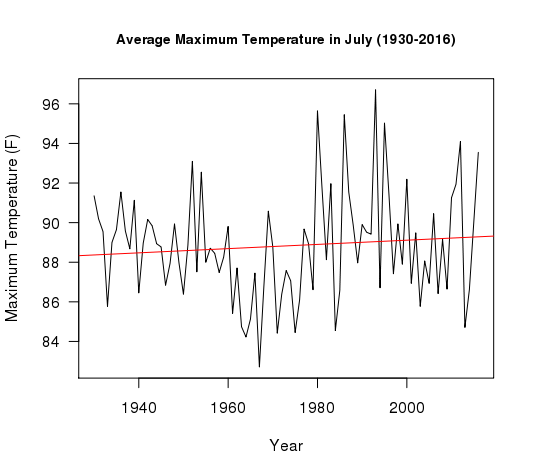 Average Maximum Temperature in July (1930-2016)
Maximum Temperature (F)
96
94
92
90
88
86
84
1940 1960 1980 2000
Year